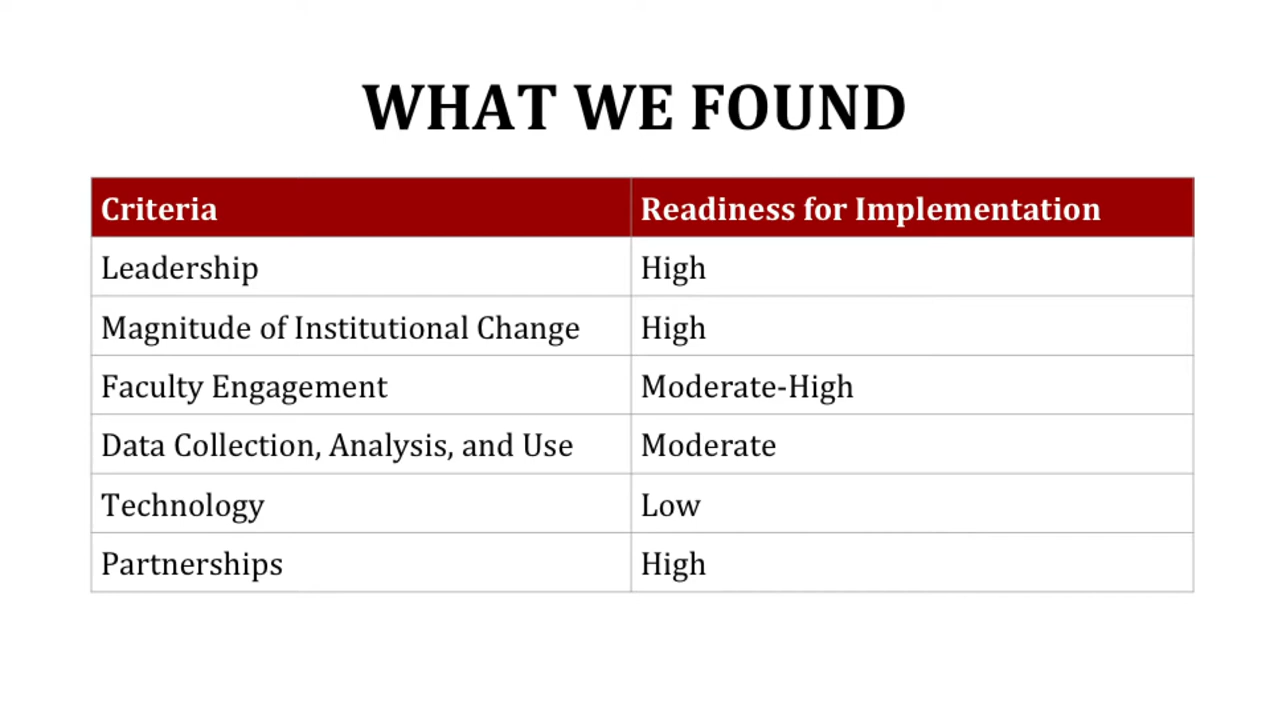 WHAT WE FOUND
Criteria Readiness for Implementation
Leadership High
Magnitude of Institutional Change High
Faculty Engagement Moderate-High
Data Collection, Analysis, and Use Moderate
Technology Low
Partnerships High